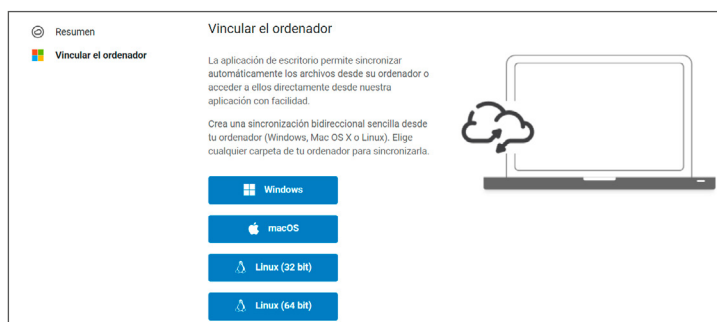 Resumen
Vincular el ordenador
Vincular el ordenador
La aplicación de escritorio permite sincronizar
automáticamente los archivos desde su ordenador o
acceder a ellos directamente desde nuestra
aplicación con facilidad.
Crea una sincronización bidireccional sencilla desde
tu ordenador (Windows, Mac OS X o Linux). Elige
cualquier carpeta de tu ordenador para sincronizarla.
Windows
macOS
Linux (32 bit)
Linux (64 bit)